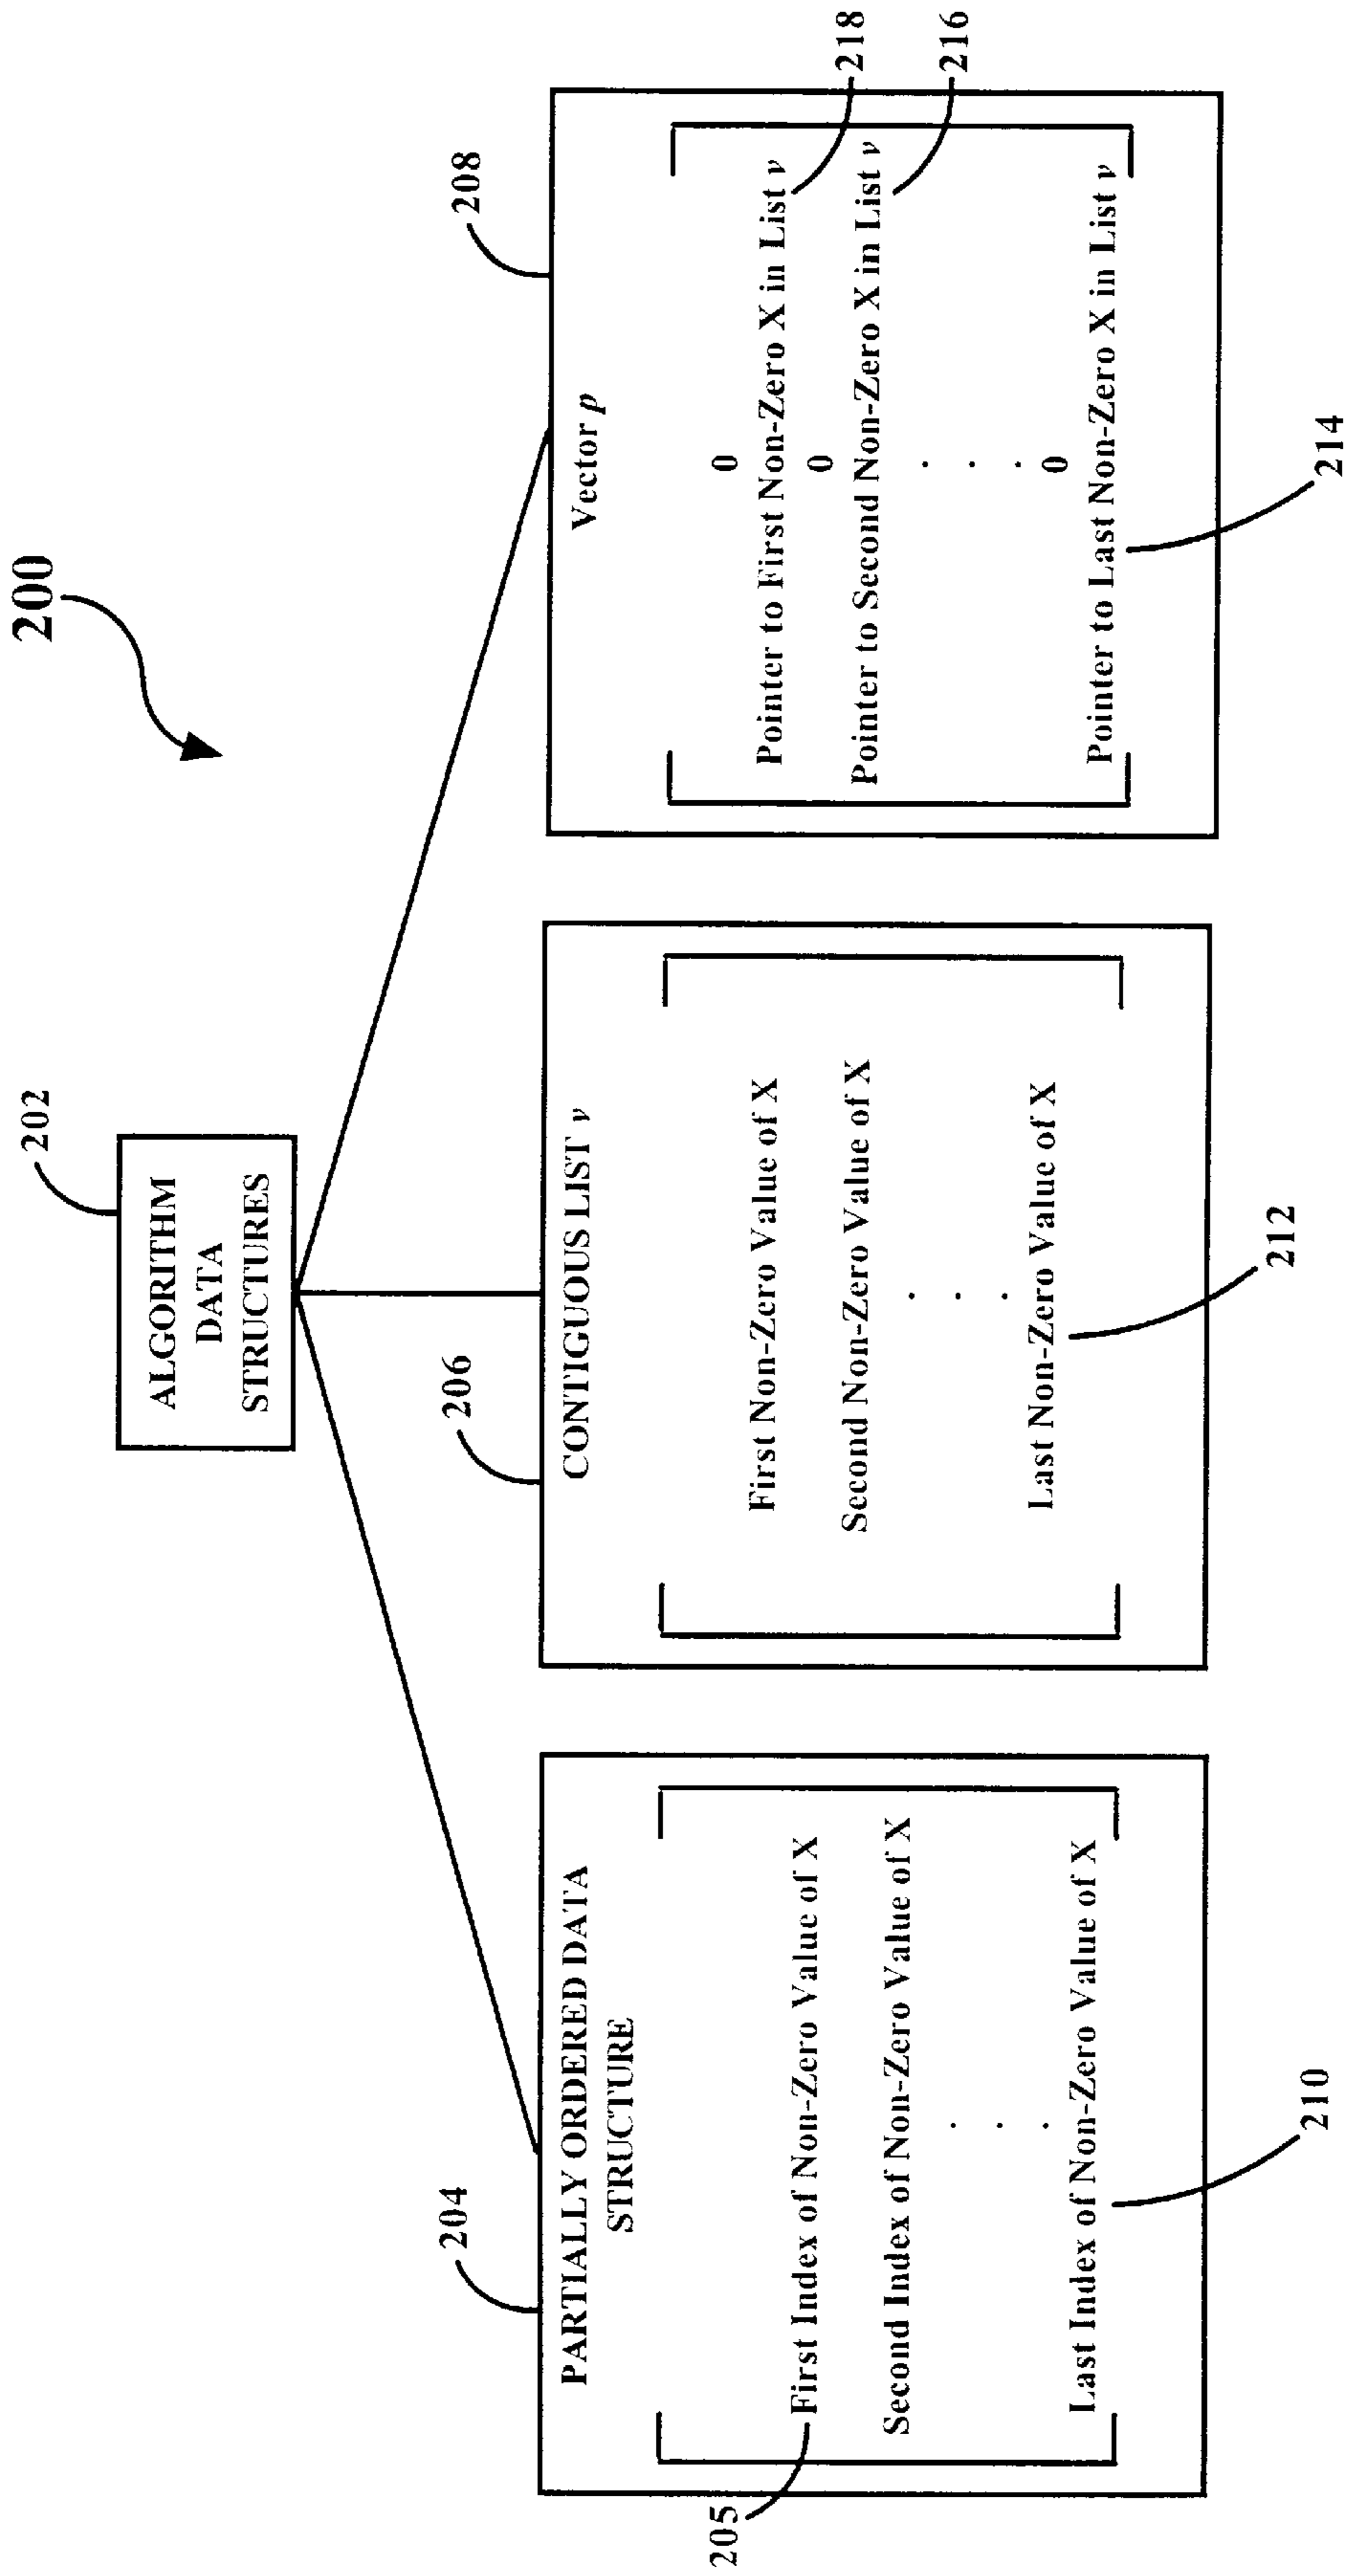 200
202
ALGORITHM
DATA
STRUCTURES
204
PARTIALLY ORDERED DATA
STRUCTURE
205
First Index of Non-Zero Value of X
Second Index of Non-Zero Value of X
. . .
Last Index of Non-Zero Value of X
210
206
CONTIGUOUS LIST v
First Non-Zero Value of X
Second Non-Zero Value of X
. . .
Last Non-Zero Value of X
212
208
Vector p
0
Pointer to First Non-Zero X in List v
218
0
Pointer to Second Non-Zero X in List v
216
. . .
0
Pointer to Last Non-Zero X in List v
214